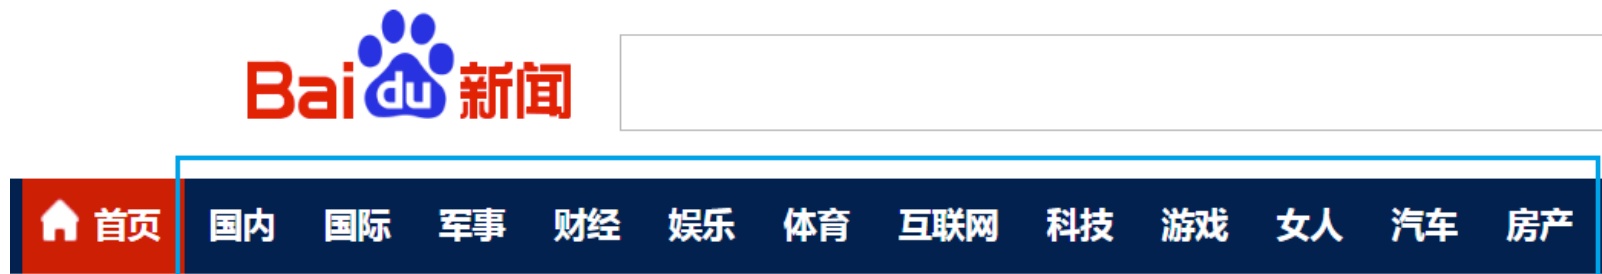 Baidu新闻
首页 国内 国际 军事 财经 娱乐 体育 互联网 科技 游戏 女人 汽车 房产